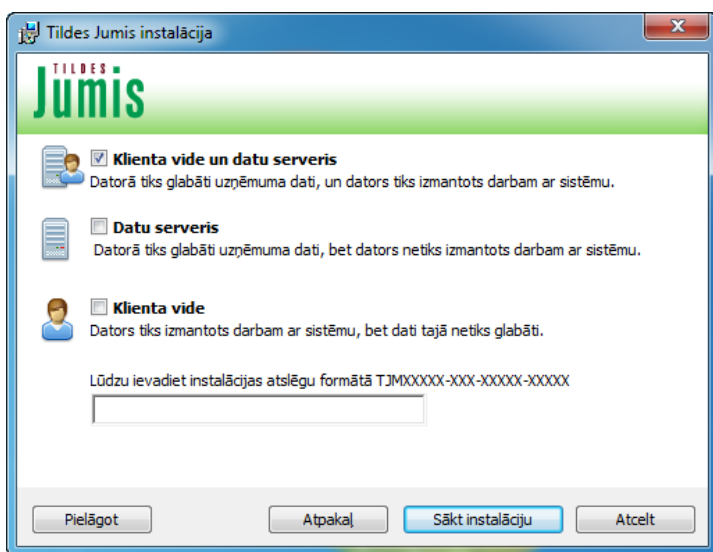 Tildes Jumis instalācija
TILDES
Jumis
Klienta vide un datu serveris
Datorā tiks glabāti uzņēmuma dati, un dators tiks izmantots darbam ar sistēmu.
Datu serveris
Datorā tiks glabāti uzņēmuma dati, bet dators netiks izmantots darbam ar sistēmu.
Klienta vide
Dators tiks izmantots darbam ar sistēmu, bet dati tajā netiks glabāti.
Lūdzu ievadiet instalācijas atslēgu formātā TJMXXXXX-XXX-XXXXX-XXXXX
Pielāgot Atpakaļ Sākt instalāciju Atcelt